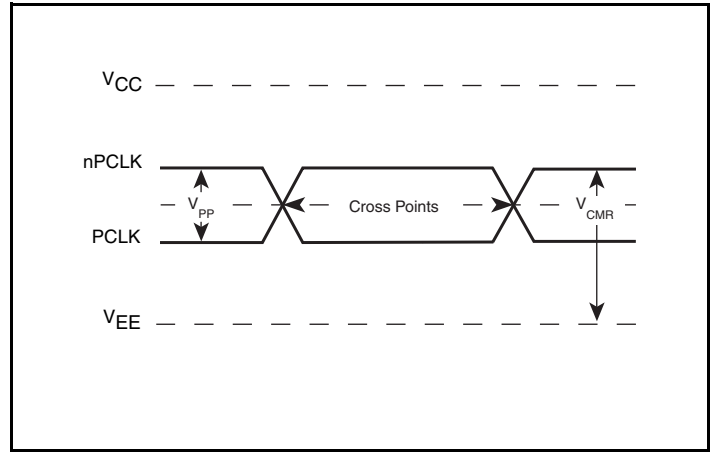 VCC
nPCLK
VPP
Cross Points
VCMR
PCLK
VEE